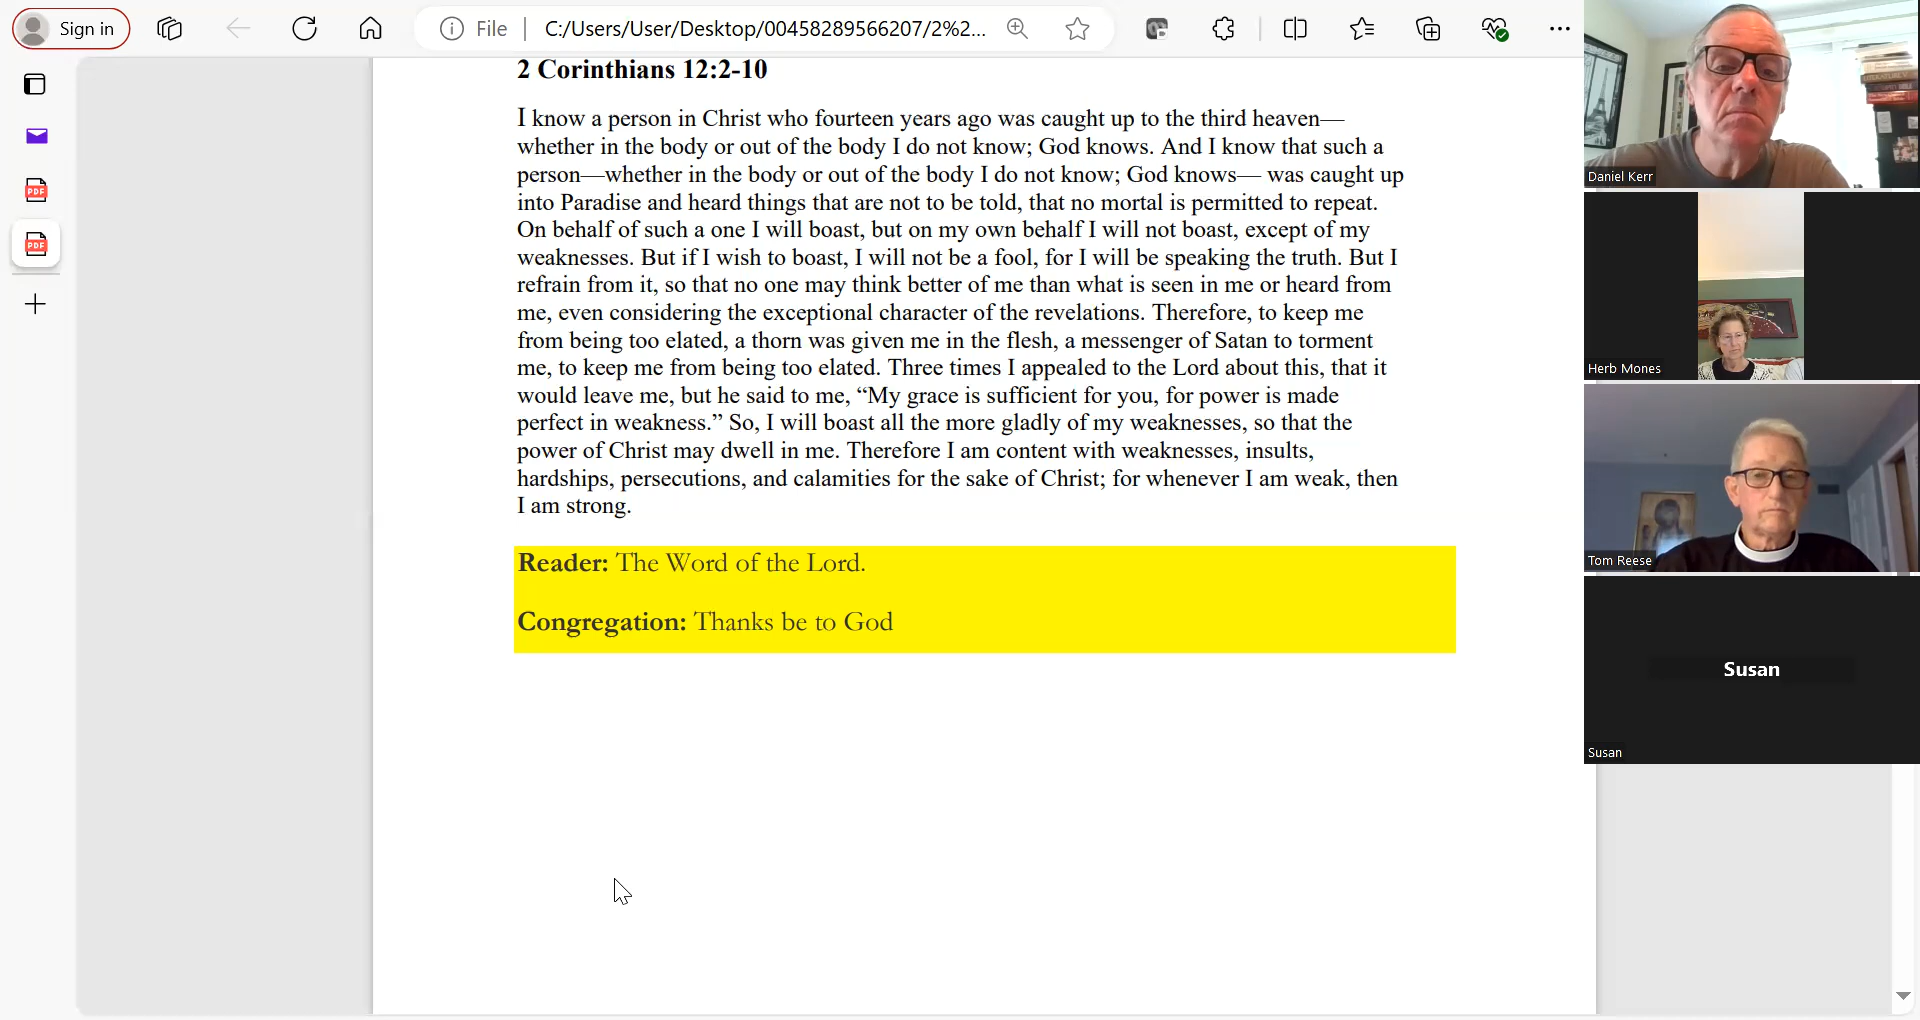 Sign in
File
C:/Users/User/Desktop/00458289566207/2%2...
2 Corinthians 12:2-10
I know a person in Christ who fourteen years ago was caught up to the third heaven—
whether in the body or out of the body I do not know; God knows. And I know that such a
person—whether in the body or out of the body I do not know; God knows— was caught up
into Paradise and heard things that are not to be told, that no mortal is permitted to repeat.
On behalf of such a one I will boast, but on my own behalf I will not boast, except of my
weaknesses. But if I wish to boast, I will not be a fool, for I will be speaking the truth. But I
refrain from it, so that no one may think better of me than what is seen in me or heard from
me, even considering the exceptional character of the revelations. Therefore, to keep me
from being too elated, a thorn was given me in the flesh, a messenger of Satan to torment
me, to keep me from being too elated. Three times I appealed to the Lord about this, that it
would leave me, but he said to me, “My grace is sufficient for you, for power is made
perfect in weakness.” So, I will boast all the more gladly of my weaknesses, so that the
power of Christ may dwell in me. Therefore I am content with weaknesses, insults,
hardships, persecutions, and calamities for the sake of Christ; for whenever I am weak, then
I am strong.
Reader: The Word of the Lord.
Congregation: Thanks be to God
PDF
PDF
Daniel Kerr
Herb Mones
Tom Reese
Susan
Susan